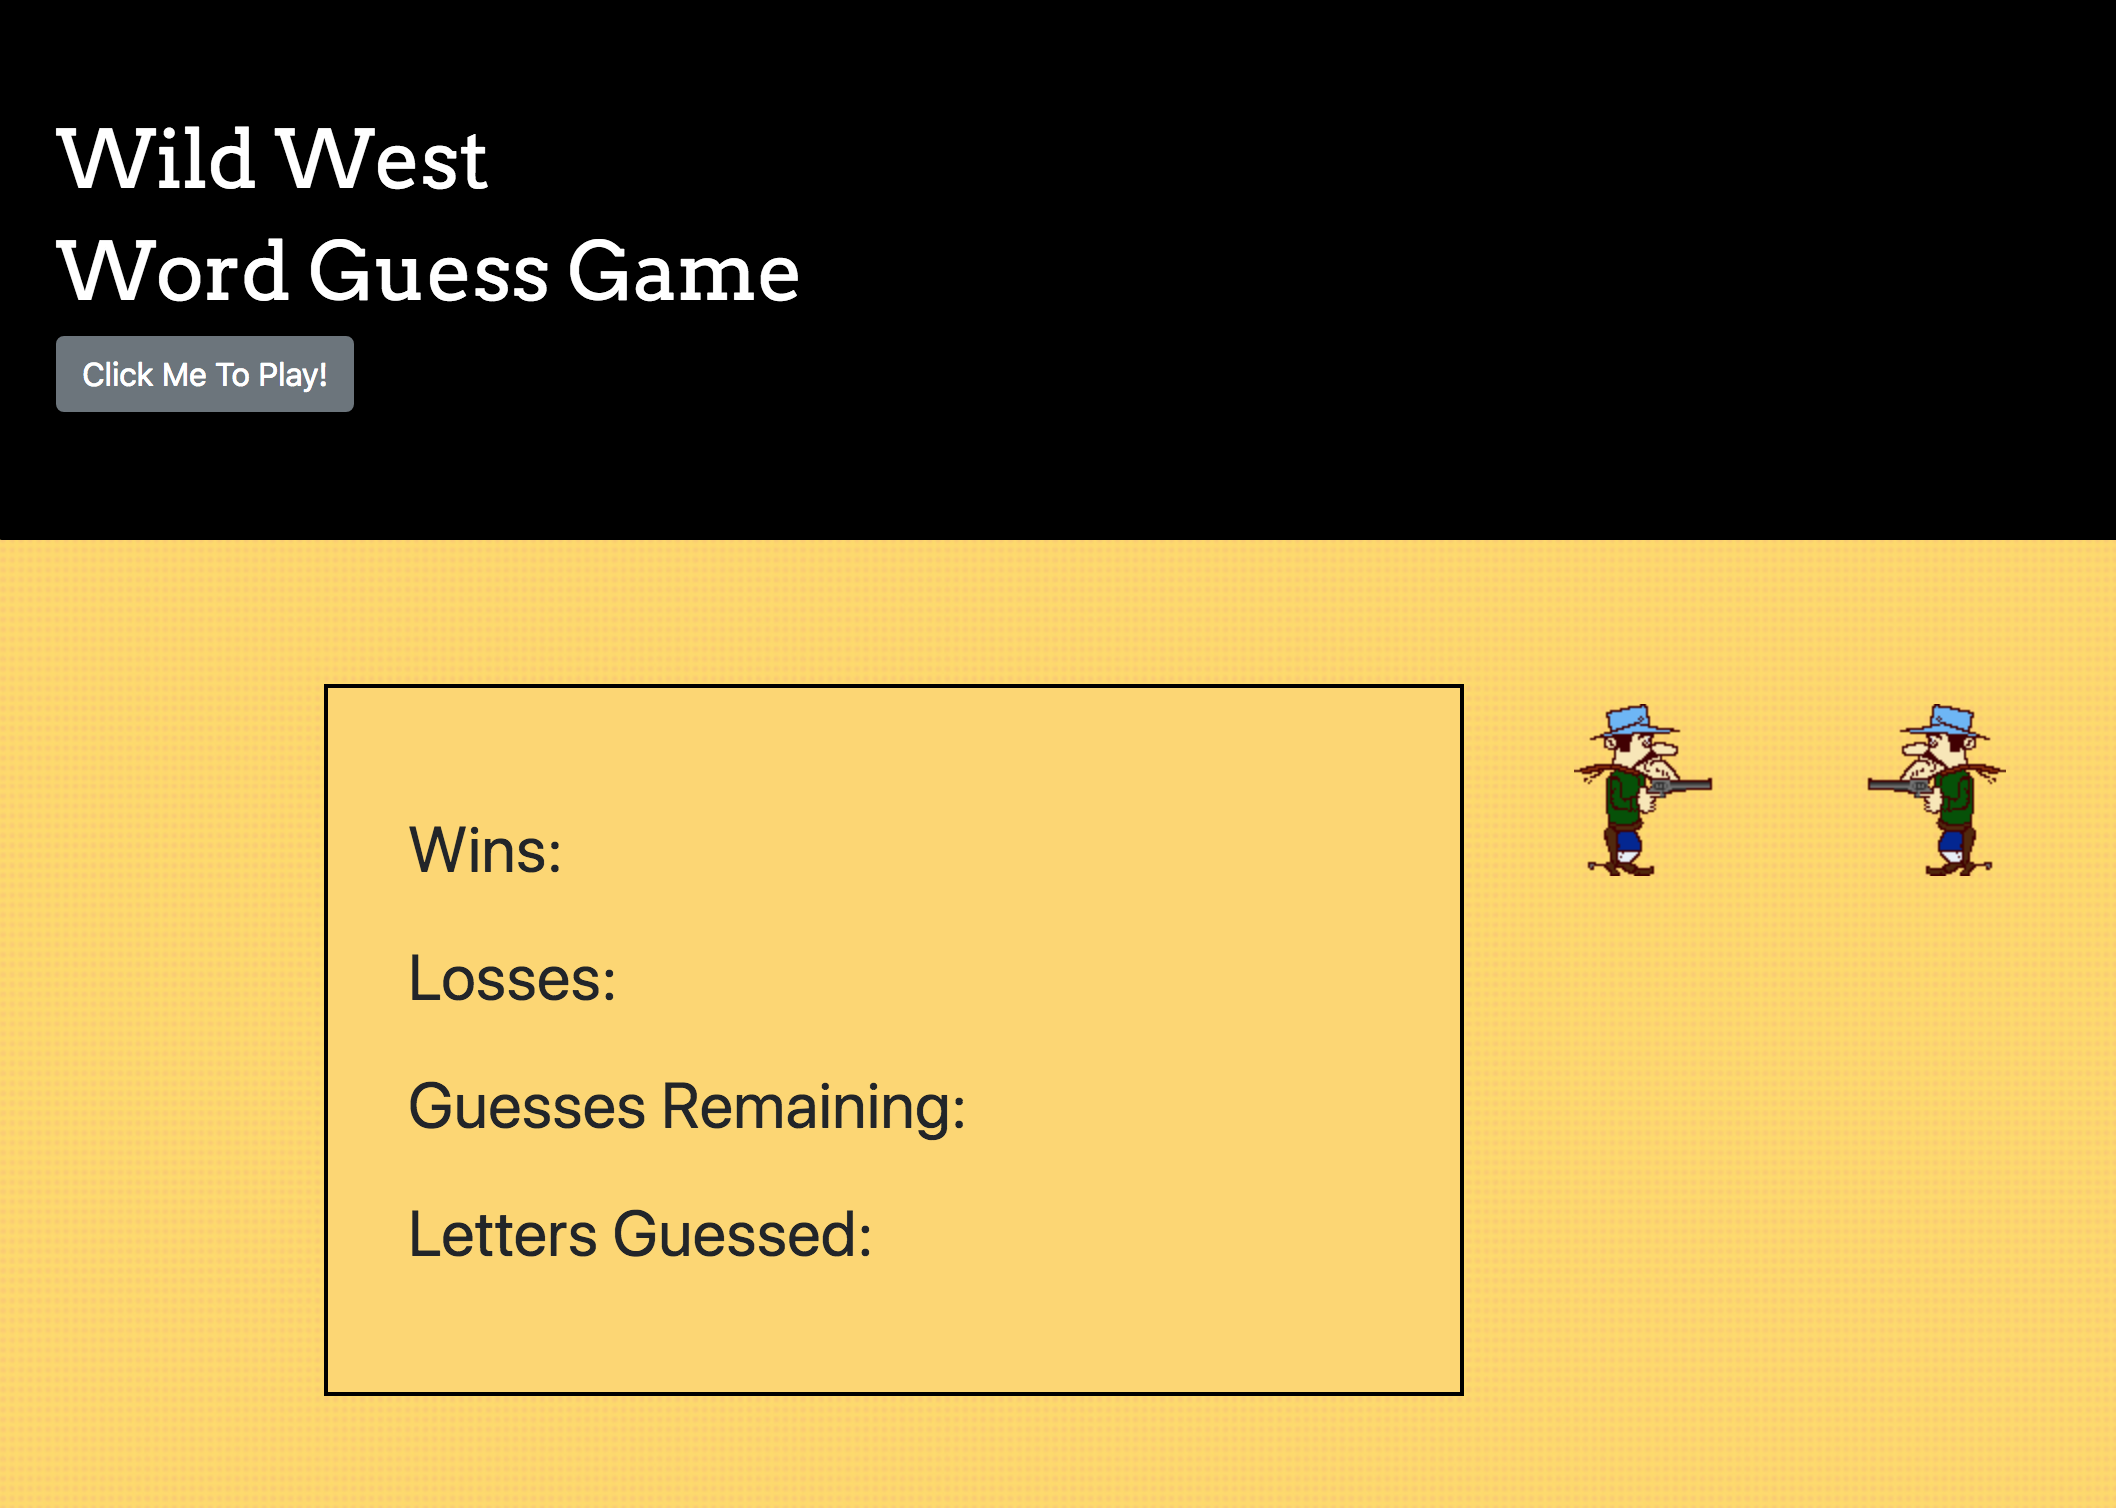 Wild West
Word Guess Game
Click Me To Play!
Wins:
Losses:
Guesses Remaining:
Letters Guessed: